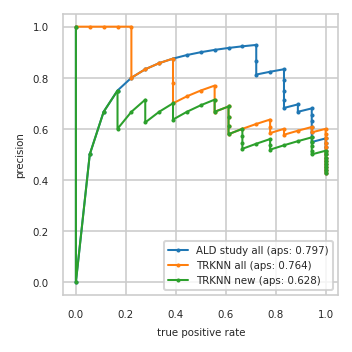 1.0
0.8
0.6
0.4
0.2
0.0
precision
0.0 0.2 0.4 0.6 0.8 1.0
true positive rate
ALD study all (aps: 0.797)
TRKNN all (aps: 0.764)
TRKNN new (aps: 0.628)